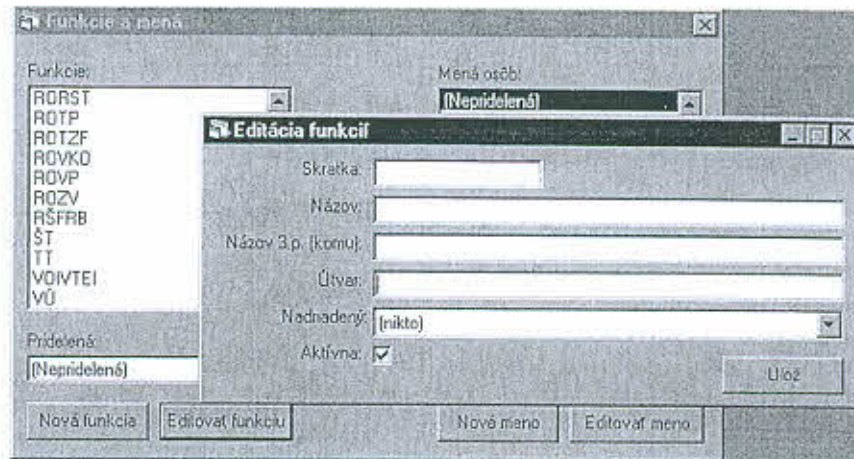 Funkcie a mená
Funkcie:
Mená osôb:
RORST
ROTP
ROTZF
ROVKO
ROVP
ROZV
RŠFRB
ŠT
TT
VOIVTEI
VÚ
(Nepridelená)
Editácia funkcií
Skratka:
Názov:
Názov 3.p. (komu):
Útvar:
Nadriadený:
(nikto)
Aktívna:
Ulož
Pridelená:
(Nepridelená)
Nová funkcia
Editovať funkciu
Nové meno
Editovať meno